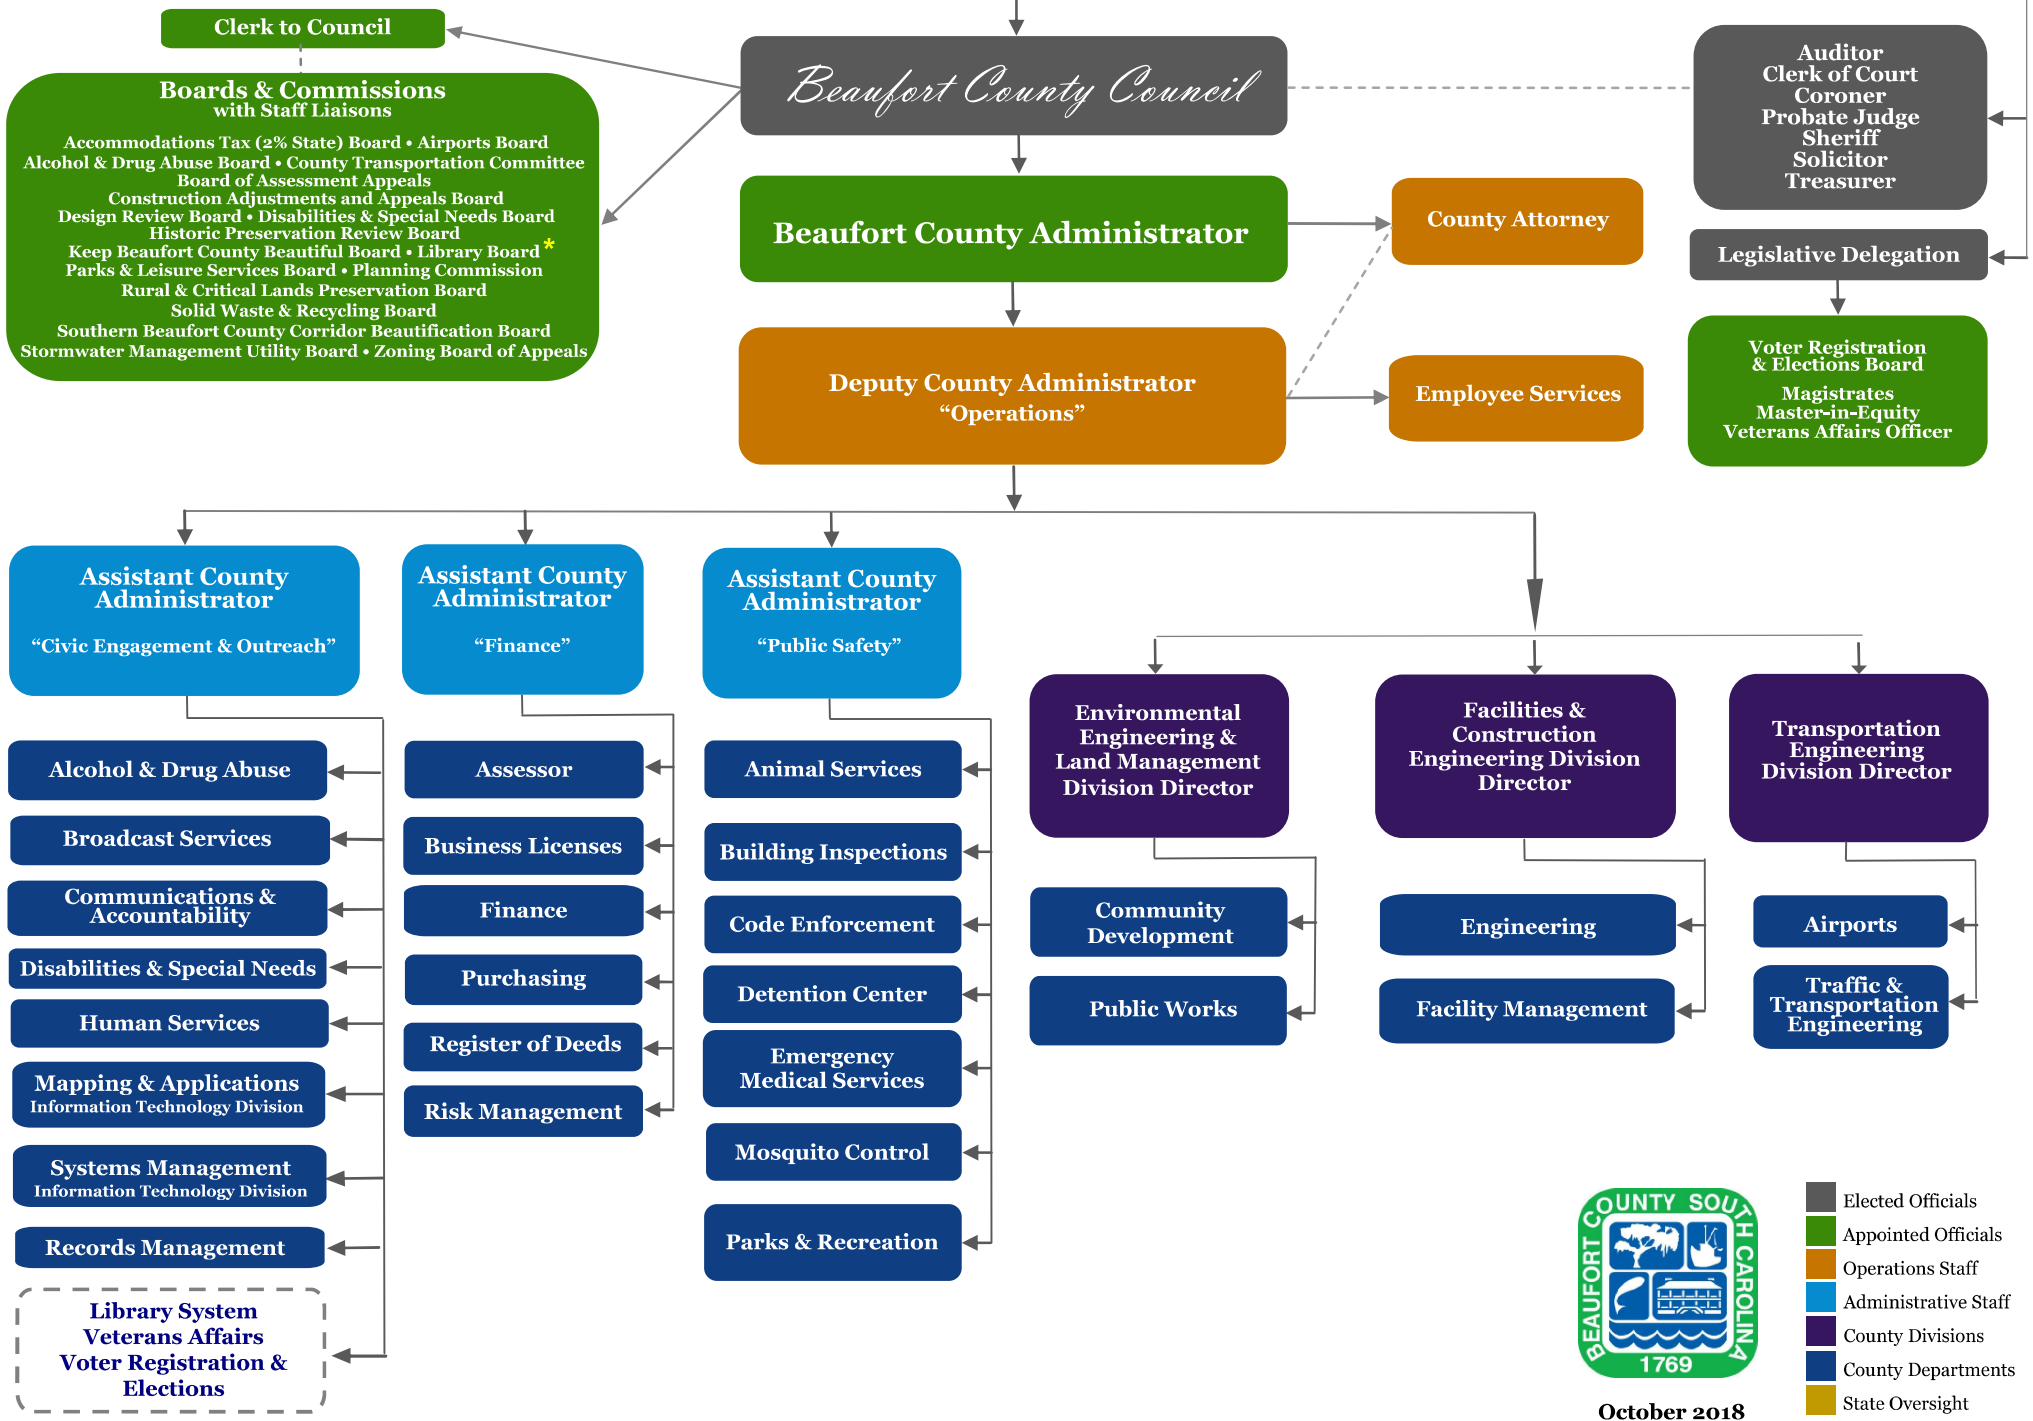 Clerk to Council
Boards & Commissions
with Staff Liaisons
Accommodations Tax (2% State) Board • Airports Board
Alcohol & Drug Abuse Board • County Transportation Committee
Board of Assessment Appeals
Construction Adjustments and Appeals Board
Design Review Board • Disabilities & Special Needs Board
Historic Preservation Review Board
Keep Beaufort County Beautiful Board • Library Board *
Parks & Leisure Services Board • Planning Commission
Rural & Critical Lands Preservation Board
Solid Waste & Recycling Board
Southern Beaufort County Corridor Beautification Board
Stormwater Management Utility Board • Zoning Board of Appeals
Beaufort County Council
Auditor
Clerk of Court
Coroner
Probate Judge
Sheriff
Solicitor
Treasurer
Beaufort County Administrator
County Attorney
Legislative Delegation
Voter Registration
& Elections Board
Magistrates
Master-in-Equity
Veterans Affairs Officer
Deputy County Administrator
“Operations”
Employee Services
Assistant County
Administrator
“Civic Engagement & Outreach”
Alcohol & Drug Abuse
Broadcast Services
Communications &
Accountability
Disabilities & Special Needs
Human Services
Mapping & Applications
Information Technology Division
Systems Management
Information Technology Division
Records Management
Library System
Veterans Affairs
Voter Registration &
Elections
Assistant County
Administrator
“Finance”
Assessor
Business Licenses
Finance
Purchasing
Register of Deeds
Risk Management
Assistant County
Administrator
“Public Safety”
Animal Services
Building Inspections
Code Enforcement
Detention Center
Emergency
Medical Services
Mosquito Control
Parks & Recreation
Environmental
Engineering &
Land Management
Division Director
Community
Development
Public Works
Facilities &
Construction
Engineering Division
Director
Engineering
Facility Management
Transportation
Engineering
Division Director
Airports
Traffic &
Transportation
Engineering
BEAUFORT COUNTY SOUTH CAROLINA
1769
October 2018
Elected Officials
Appointed Officials
Operations Staff
Administrative Staff
County Divisions
County Departments
State Oversight